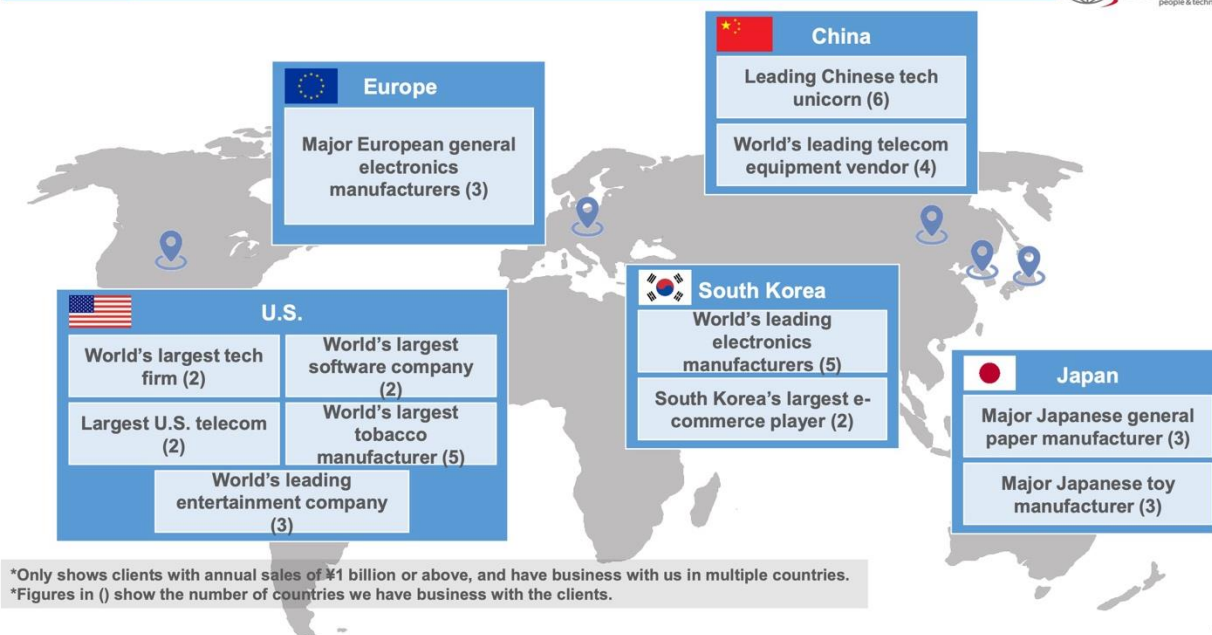 people & techn
China
Leading Chinese tech
unicorn (6)
World's leading telecom
equipment vendor (4)
Europe
Major European general
electronics
manufacturers (3)
U.S.
World's largest tech
firm (2)
World's largest
software company
(2)
Largest U.S. telecom
(2)
World's largest
tobacco
manufacturer (5)
World's leading
entertainment company
(3)
South Korea
World's leading
electronics
manufacturers (5)
South Korea's largest e-
commerce player (2)
Japan
Major Japanese general
paper manufacturer (3)
Major Japanese toy
manufacturer (3)
*Only shows clients with annual sales of ¥1 billion or above, and have business with us in multiple countries.
*Figures in () show the number of countries we have business with the clients.